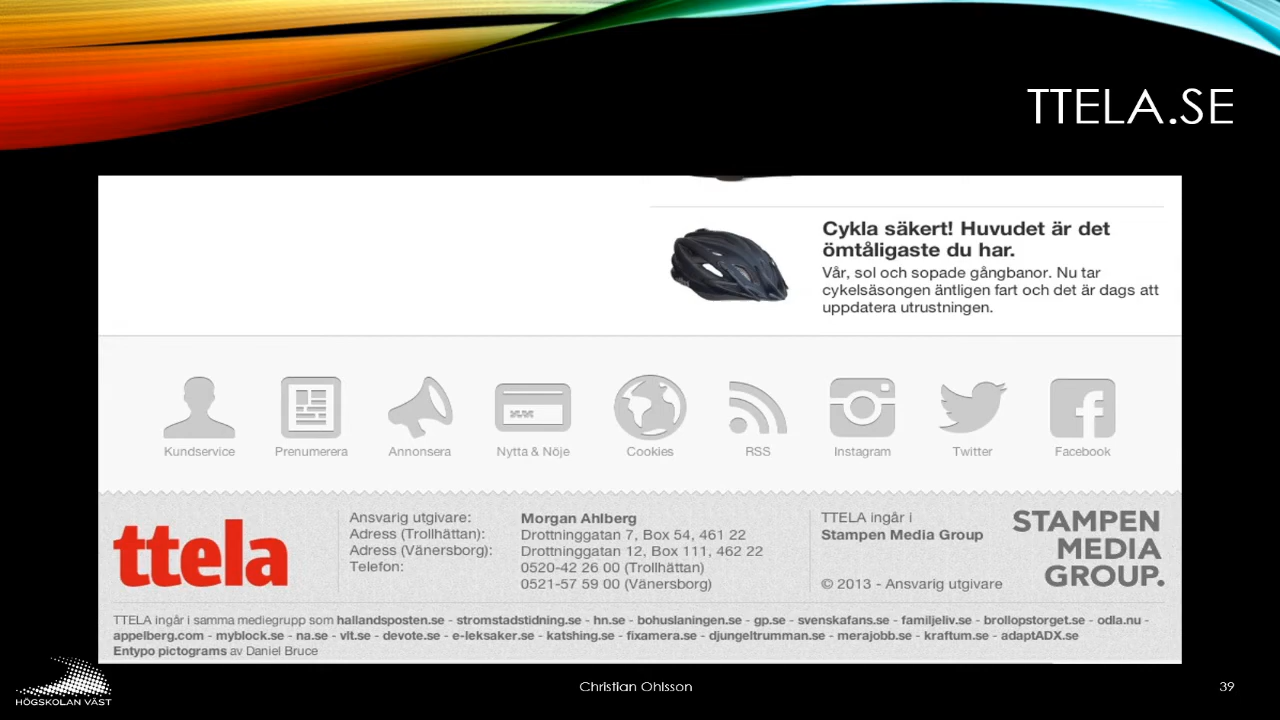 TTELA.SE
Cykla säkert! Huvudet är det
ömtåligaste du har.
Vår, sol och sopade gångbanor. Nu tar
cykelsäsongen äntligen fart och det är dags att
uppdatera utrustningen.
Kundservice Prenumerera Annonsera Nytta & Nöje Cookies RSS Instagram Twitter Facebook
ttela
Ansvarig utgivare: Morgan Ahlberg
Adress (Trollhättan): Drottninggatan 7, Box 54, 461 22
Adress (Vänersborg): Drottninggatan 12, Box 111, 462 22
Telefon: 0520-42 26 00 (Trollhättan)
0521-57 59 00 (Vänersborg)
TTELA ingår i
Stampen Media Group
© 2013 - Ansvarig utgivare
STAMPEN
MEDIA
GROUP.
TTELA ingår i samma mediegrupp som hallandsposten.se - stromstadstidning.se - hn.se - bohuslaningen.se - gp.se - svenskafans.se - familjeliv.se - brollopstorget.se - odla.nu -
appelberg.com - myblock.se - na.se - vlt.se - devote.se - e-leksaker.se - katshing.se - fixamera.se - djungeltrumman.se - merajobb.se - kraftum.se - adaptADX.se
Entypo pictograms av Daniel Bruce
HÖGSKOLAN VÄST
Christian Ohlsson
39